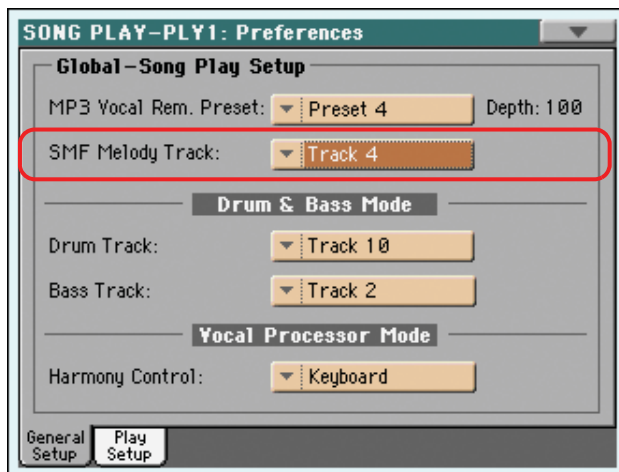 SONG PLAY-PLY1: Preferences
Global-Song Play Setup
MP3 Vocal Rem. Preset: Preset 4 Depth: 100
SMF Melody Track: Track 4
Drum & Bass Mode
Drum Track: Track 10
Bass Track: Track 2
Vocal Processor Mode
Harmony Control: Keyboard
General Setup
Play Setup